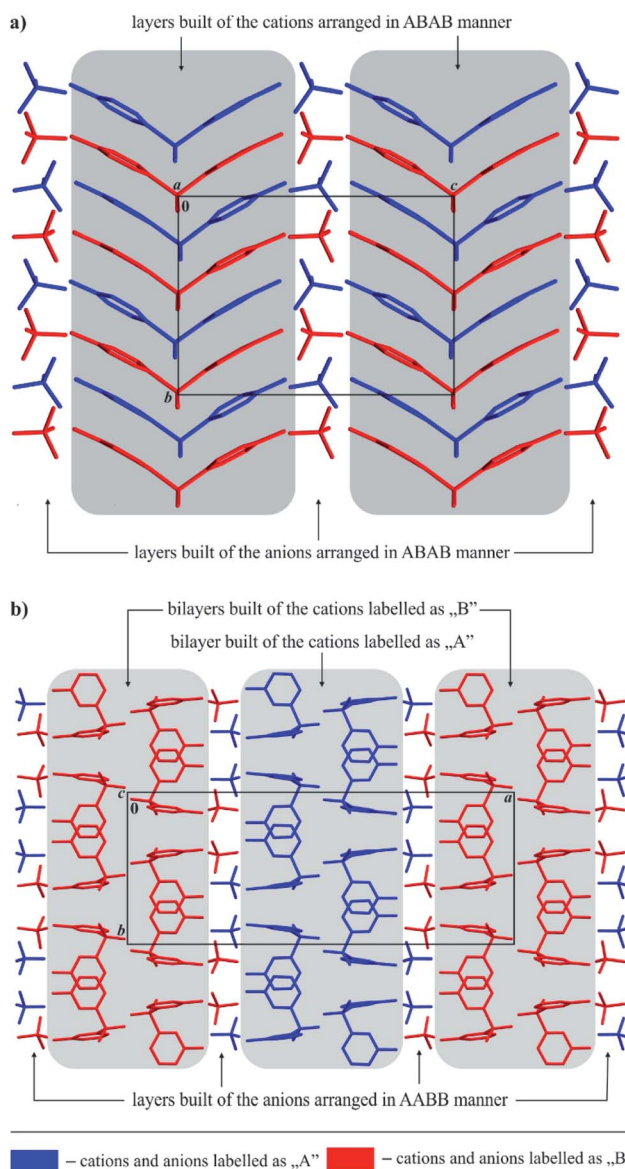 a)
layers built of the cations arranged in ABAB manner
a
c
0
b
layers built of the anions arranged in ABAB manner
b)
bilayers built of the cations labelled as „B”
bilayer built of the cations labelled as „A”
c
a
0
b
layers built of the anions arranged in AABB manner
– cations and anions labelled as „A” – cations and anions labelled as „B